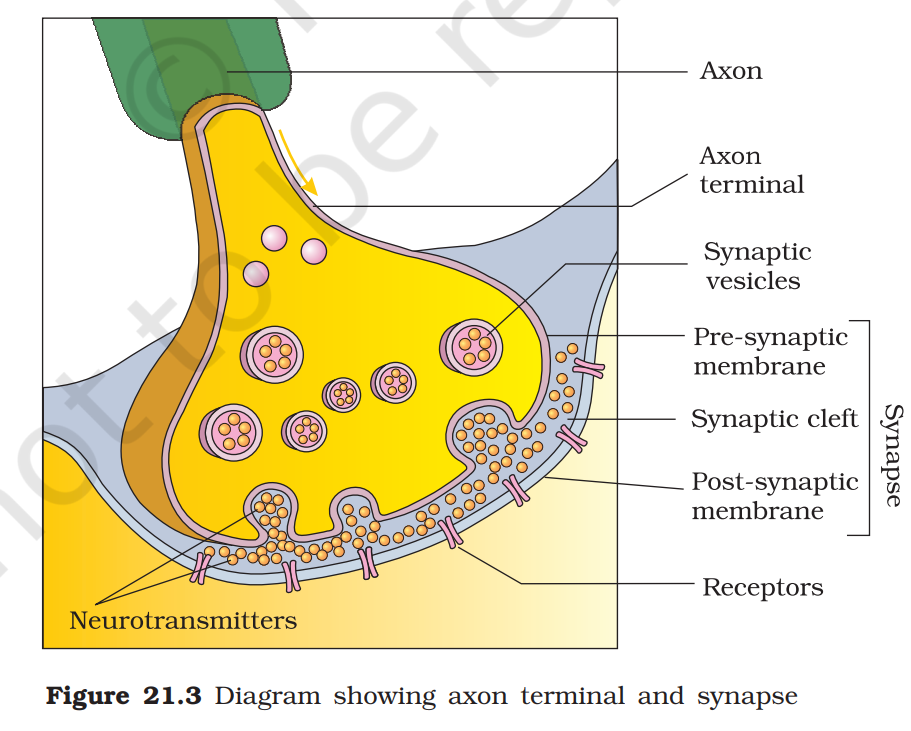 Axon
Axon
terminal
Synaptic
vesicles
Pre-synaptic
membrane
Synaptic cleft
Post-synaptic
membrane
Synapse
Receptors
Neurotransmitters
Figure 21.3 Diagram showing axon terminal and synapse
© not to be re